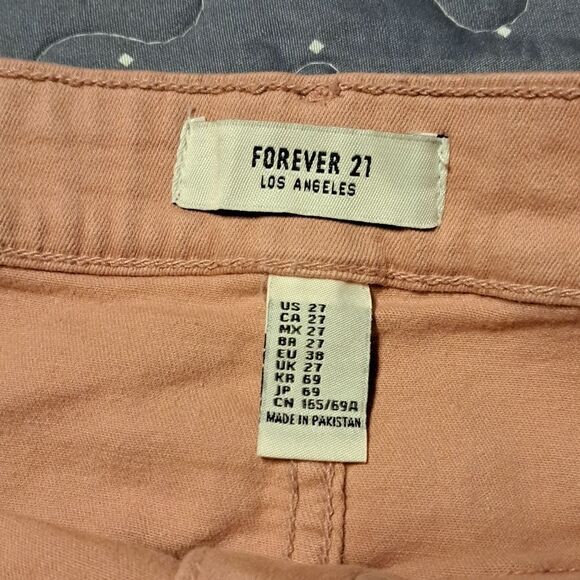 FOREVER 21
LOS ANGELES
US 27
CA 27
MX 27
BR 27
EU 38
UK 27
KR 69
JP 69
CN 165/69A
MADE IN PAKISTAN